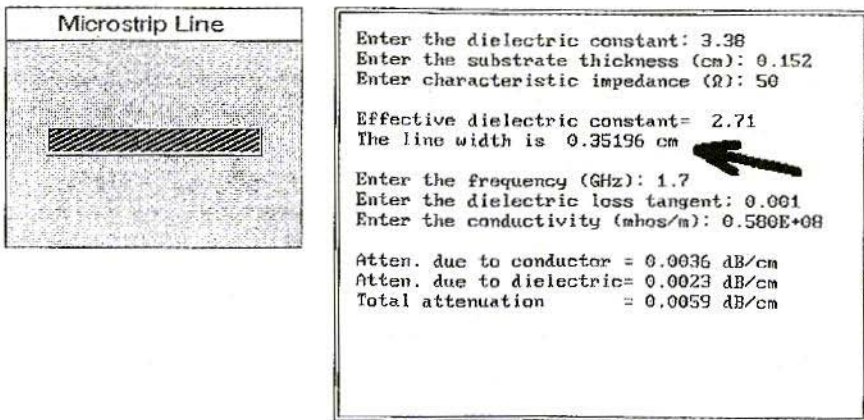 Microstrip Line
Enter the dielectric constant: 3.38
Enter the substrate thickness (cm): 0.152
Enter characteristic impedance (Ω): 50
Effective dielectric constant= 2.71
The line width is 0.35196 cm
Enter the frequency (GHz): 1.7
Enter the dielectric loss tangent: 0.001
Enter the conductivity (mhos/m): 0.580E+08
Atten. due to conductor = 0.0036 dB/cm
Atten. due to dielectric= 0.0023 dB/cm
Total attenuation = 0.0059 dB/cm